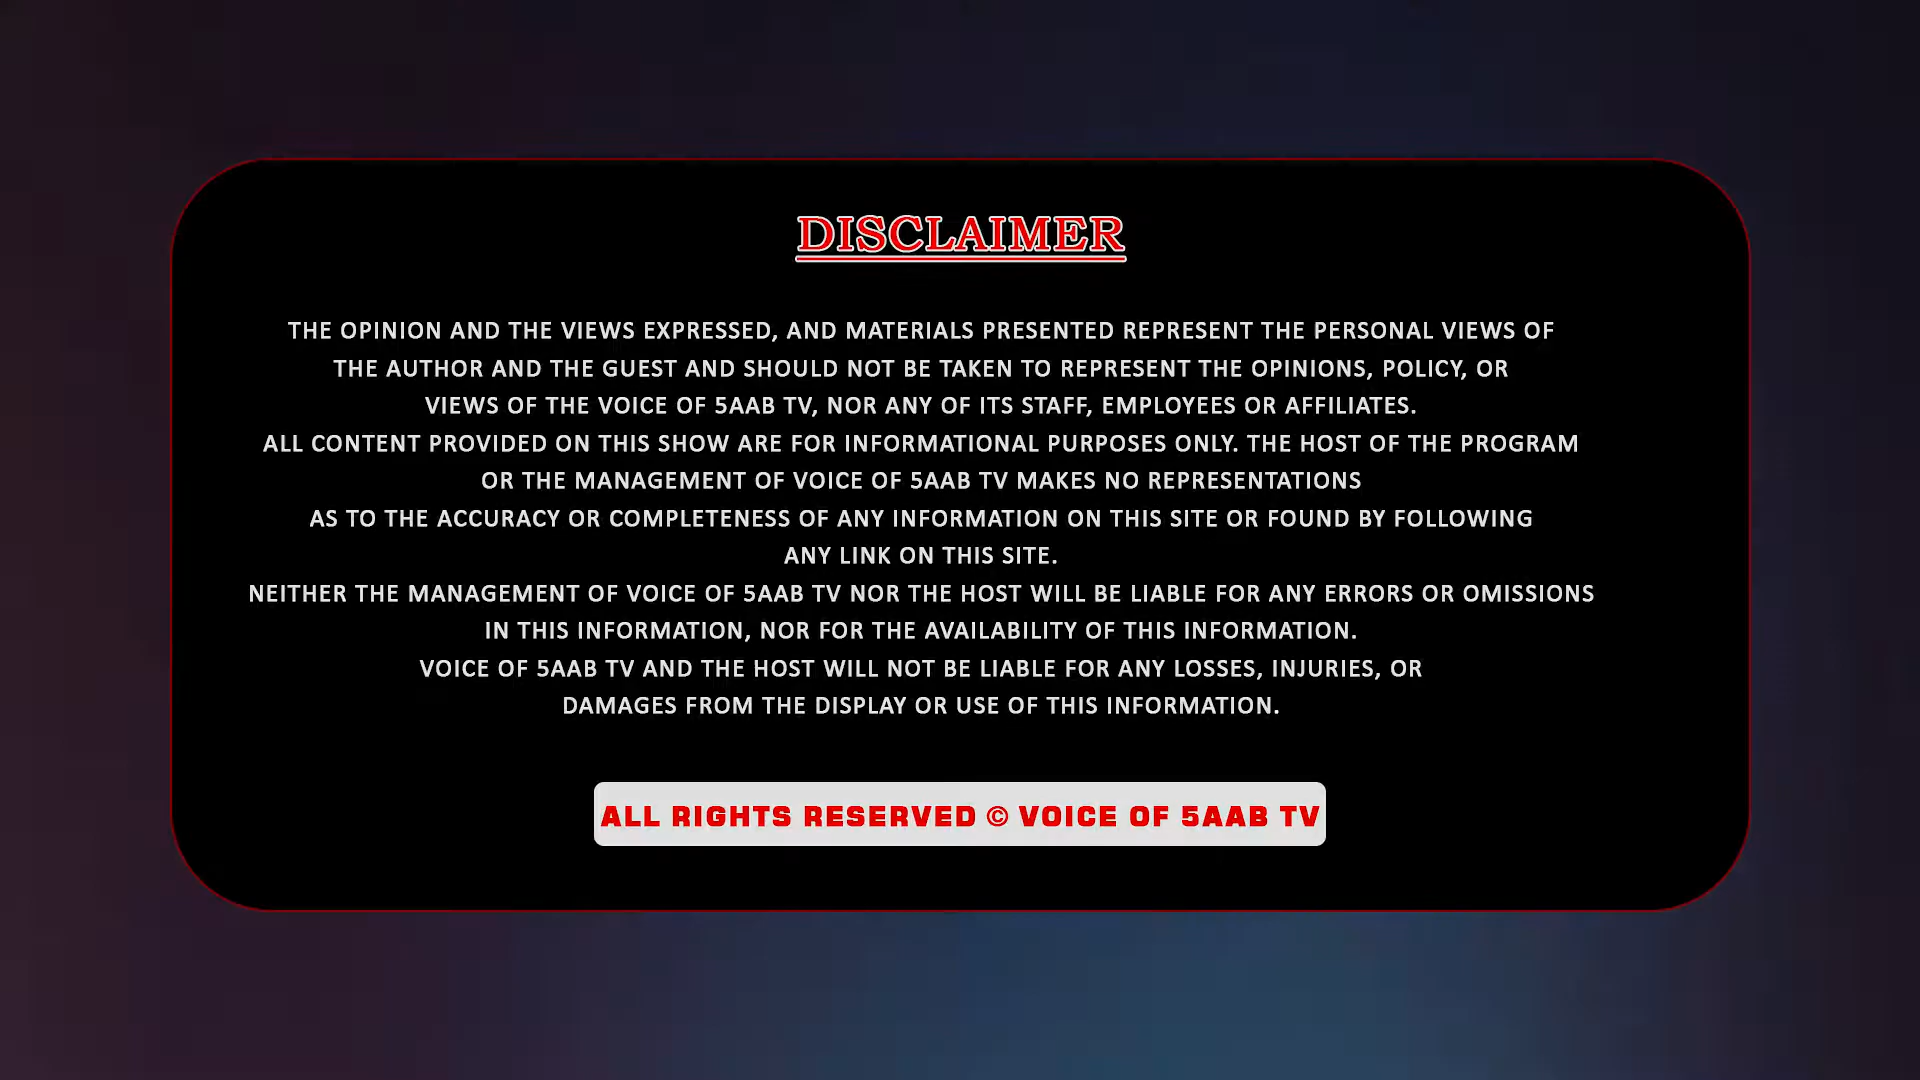 DISCLAIMER
THE OPINION AND THE VIEWS EXPRESSED, AND MATERIALS PRESENTED REPRESENT THE PERSONAL VIEWS OF
THE AUTHOR AND THE GUEST AND SHOULD NOT BE TAKEN TO REPRESENT THE OPINIONS, POLICY, OR
VIEWS OF THE VOICE OF 5AAB TV, NOR ANY OF ITS STAFF, EMPLOYEES OR AFFILIATES.
ALL CONTENT PROVIDED ON THIS SHOW ARE FOR INFORMATIONAL PURPOSES ONLY. THE HOST OF THE PROGRAM
OR THE MANAGEMENT OF VOICE OF 5AAB TV MAKES NO REPRESENTATIONS
AS TO THE ACCURACY OR COMPLETENESS OF ANY INFORMATION ON THIS SITE OR FOUND BY FOLLOWING
ANY LINK ON THIS SITE.
NEITHER THE MANAGEMENT OF VOICE OF 5AAB TV NOR THE HOST WILL BE LIABLE FOR ANY ERRORS OR OMISSIONS
IN THIS INFORMATION, NOR FOR THE AVAILABILITY OF THIS INFORMATION.
VOICE OF 5AAB TV AND THE HOST WILL NOT BE LIABLE FOR ANY LOSSES, INJURIES, OR
DAMAGES FROM THE DISPLAY OR USE OF THIS INFORMATION.
ALL RIGHTS RESERVED © VOICE OF 5AAB TV